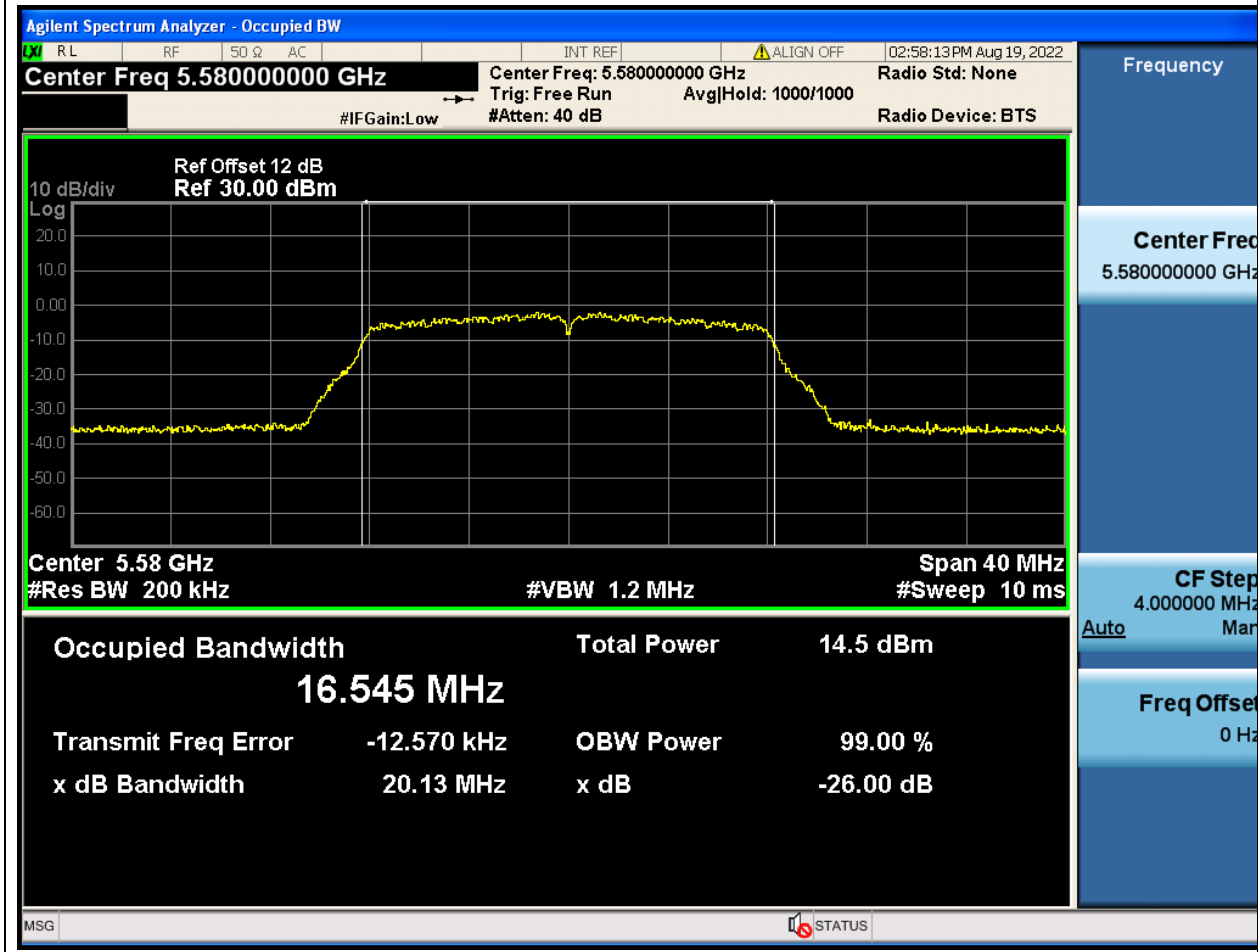 Agilent Spectrum Analyzer - Occupied BW
LXI RL RF 50 Ω AC INT REF ALIGN OFF 02:58:13 PM Aug 19, 2022
Center Freq 5.580000000 GHz
Center Freq: 5.580000000 GHz
Radio Std: None
Trig: Free Run Avg|Hold: 1000/1000
#IFGain:Low #Atten: 40 dB
Radio Device: BTS
Ref Offset 12 dB
10 dB/div Ref 30.00 dBm
Log
20.0
10.0
0.00
-10.0
-20.0
-30.0
-40.0
-50.0
-60.0
Center 5.58 GHz Span 40 MHz
#Res BW 200 kHz #VBW 1.2 MHz #Sweep 10 ms
Occupied Bandwidth Total Power 14.5 dBm
16.545 MHz
Transmit Freq Error -12.570 kHz OBW Power 99.00 %
x dB Bandwidth 20.13 MHz x dB -26.00 dB
MSG STATUS
Frequency
Center Freq
5.580000000 GHz
CF Step
4.000000 MHz
Auto Man
Freq Offset
0 Hz